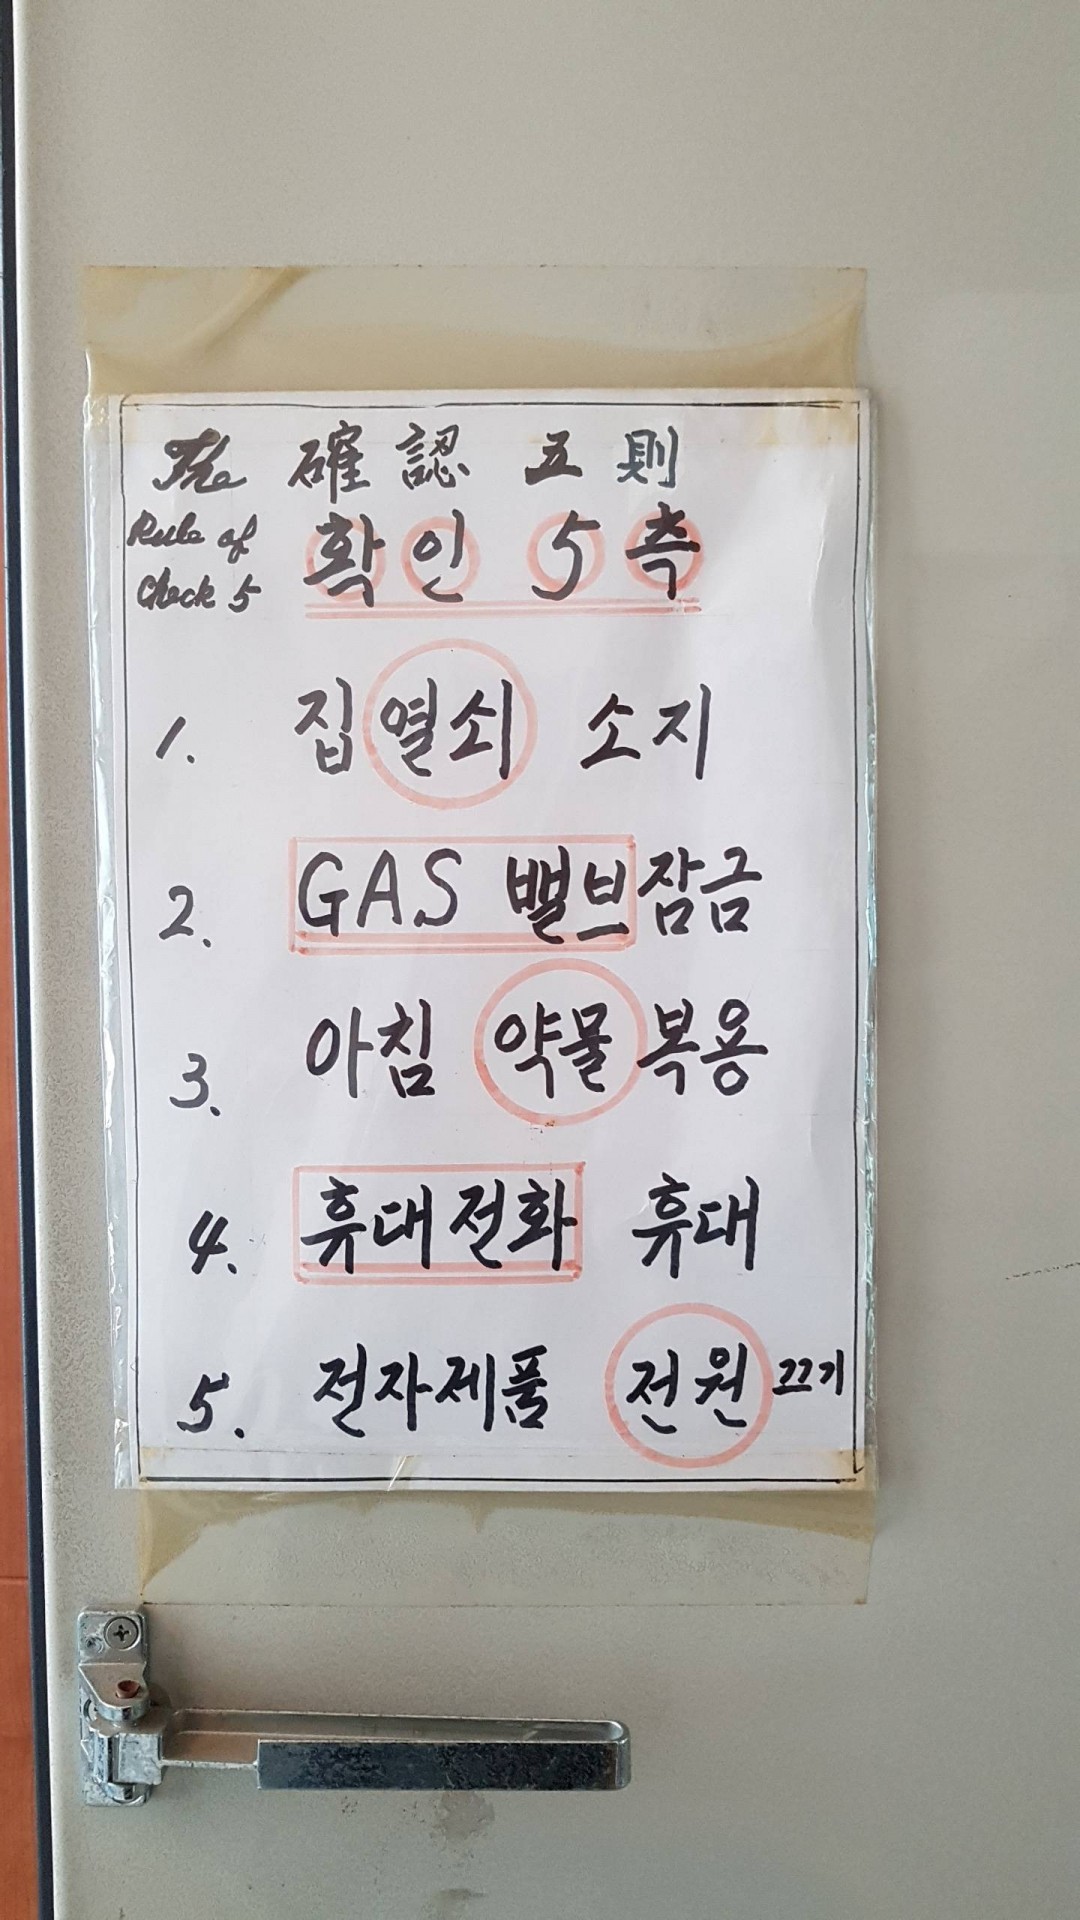 The 確認 五則
Rule of
Check 5 확인 5측
1. 집열쇠 소지
2. GAS 밸브잠금
3. 아침 약물복용
4. 휴대전화 휴대
5. 전자제품 전원 끄기